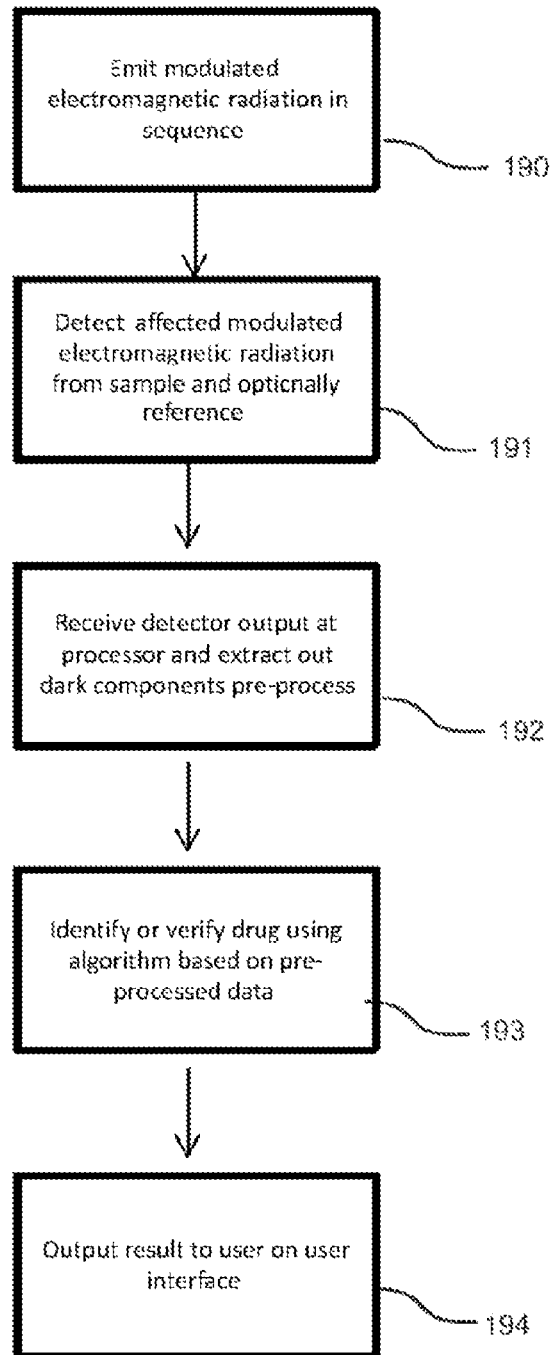 Emit modulated
electromagnetic radiation in
sequence
190
Detect affected modulated
electromagnetic radiation
from sample and optionally
reference
191
Receive detector output at
processor and extract out
dark components pre-process
192
Identify or verify drug using
algorithm based on pre-
processed data
193
Output result to user on user
interface
194